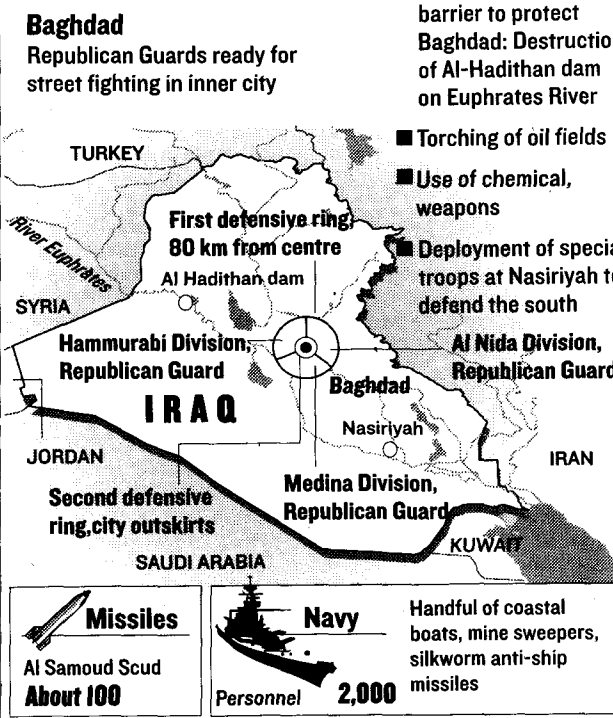 Baghdad
Republican Guards ready for
street fighting in inner city
barrier to protect
Baghdad: Destructio
of Al-Hadithan dam
on Euphrates River
Torching of oil fields
Use of chemical,
weapons
Deployment of specia
troops at Nasiriyah t
defend the south
TURKEY
River Euphrates
First defensive ring,
80 km from centre
Al Hadithan dam
SYRIA
Hammurabi Division,
Republican Guard
Al Nida Division,
Republican Guard
Baghdad
IRAQ
Nasiriyah
JORDAN
IRAN
Second defensive
ring,city outskirts
Medina Division,
Republican Guard
KUWAIT
SAUDI ARABIA
Missiles
Al Samoud Scud
About 100
Navy
Personnel 2,000
Handful of coastal
boats, mine sweepers,
silkworm anti-ship
missiles